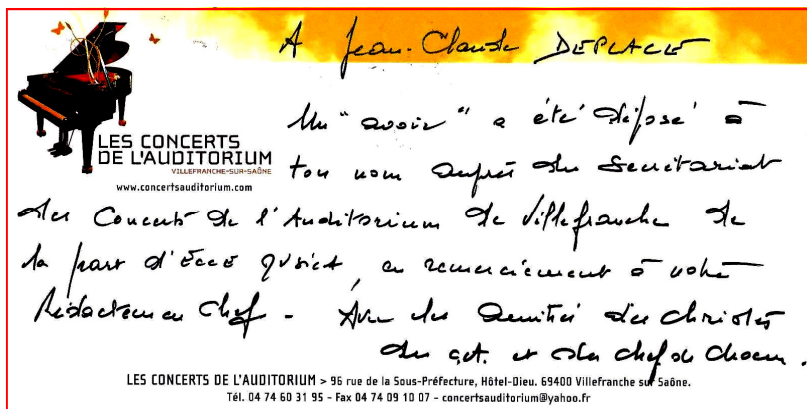 A Jean-Claude DEPLACE
LES CONCERTS
DE L'AUDITORIUM
VILLEFRANCHE-SUR-SAÔNE
www.concertsauditorium.com
Un "avoir" a été déposé à
ton nom auprès du Secrétariat
des Concerts de l'Auditorium de Villefranche de
la part d'Ecce, en remerciement à votre
Rédacteur en Chef - Avec les amitiés des choristes
du et du chef de Choeur.
LES CONCERTS DE L'AUDITORIUM > 96 rue de la Sous-Préfecture, Hôtel-Dieu. 69400 Villefranche sur Saône.
Tél. 04 74 60 31 95 - Fax 04 74 09 10 07 - concertsauditorium@yahoo.fr